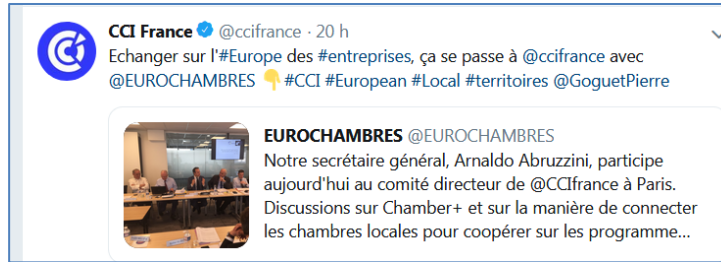 CCI France @ccifrance · 20 h
Echanger sur l'#Europe des #entreprises, ça se passe à @ccifrance avec
@EUROCHAMBRES 👇 #CCI #European #Local #territoires @GoguetPierre
EUROCHAMBRES @EUROCHAMBRES
Notre secrétaire général, Arnaldo Abruzzini, participe
aujourd'hui au comité directeur de @CCIfrance à Paris.
Discussions sur Chamber+ et sur la manière de connecter
les chambres locales pour coopérer sur les programme...